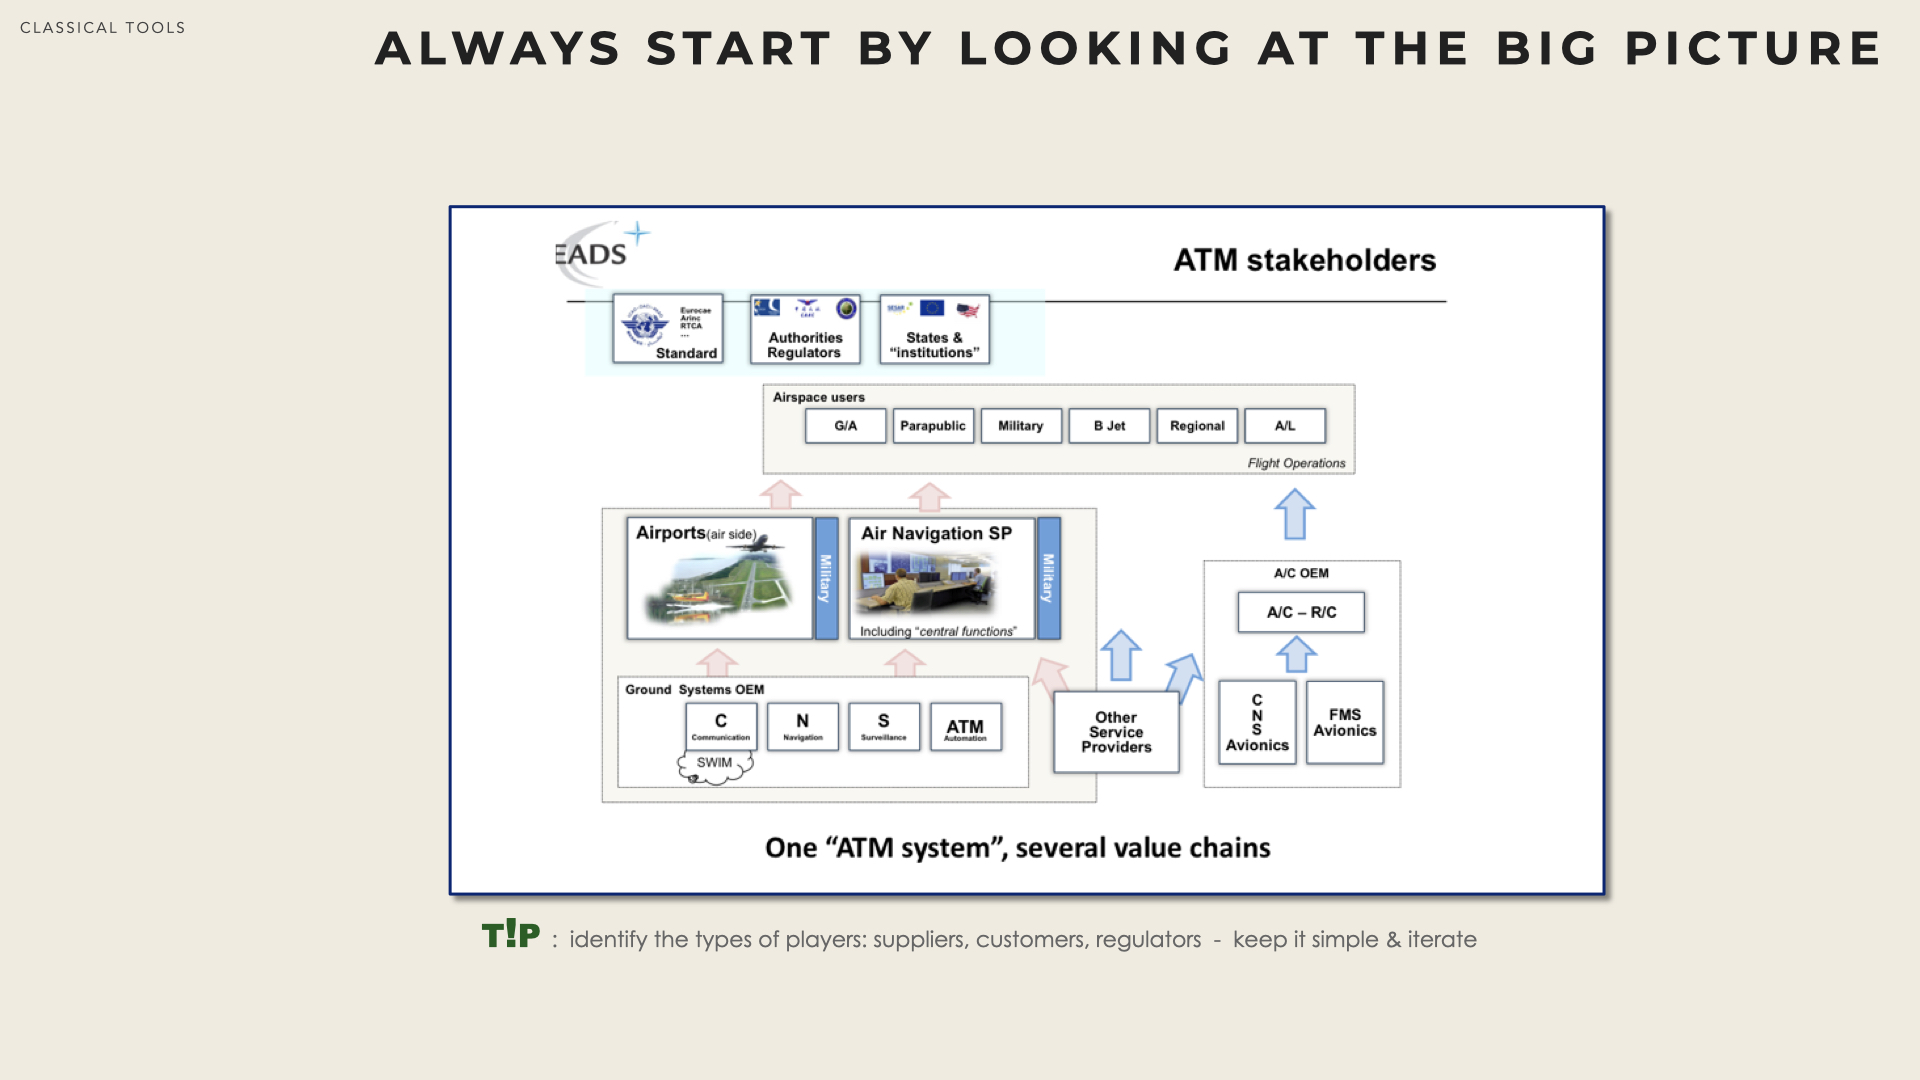 CLASSICAL TOOLS
ALWAYS START BY LOOKING AT THE BIG PICTURE
EADS
ATM stakeholders
Eurocae
Arinc
RTCA
...
Standard
Authorities
Regulators
SESAR
States &
“institutions”
Airspace users
G/A
Parapublic
Military
B Jet
Regional
A/L
Flight Operations
Airports(air side)
Military
Air Navigation SP
Including “central functions”
Military
A/C OEM
A/C – R/C
Ground Systems OEM
C
Communication
N
Navigation
S
Surveillance
ATM
Automation
SWIM
Other
Service
Providers
C
N
S
Avionics
FMS
Avionics
One “ATM system”, several value chains
T!P : identify the types of players: suppliers, customers, regulators - keep it simple & iterate